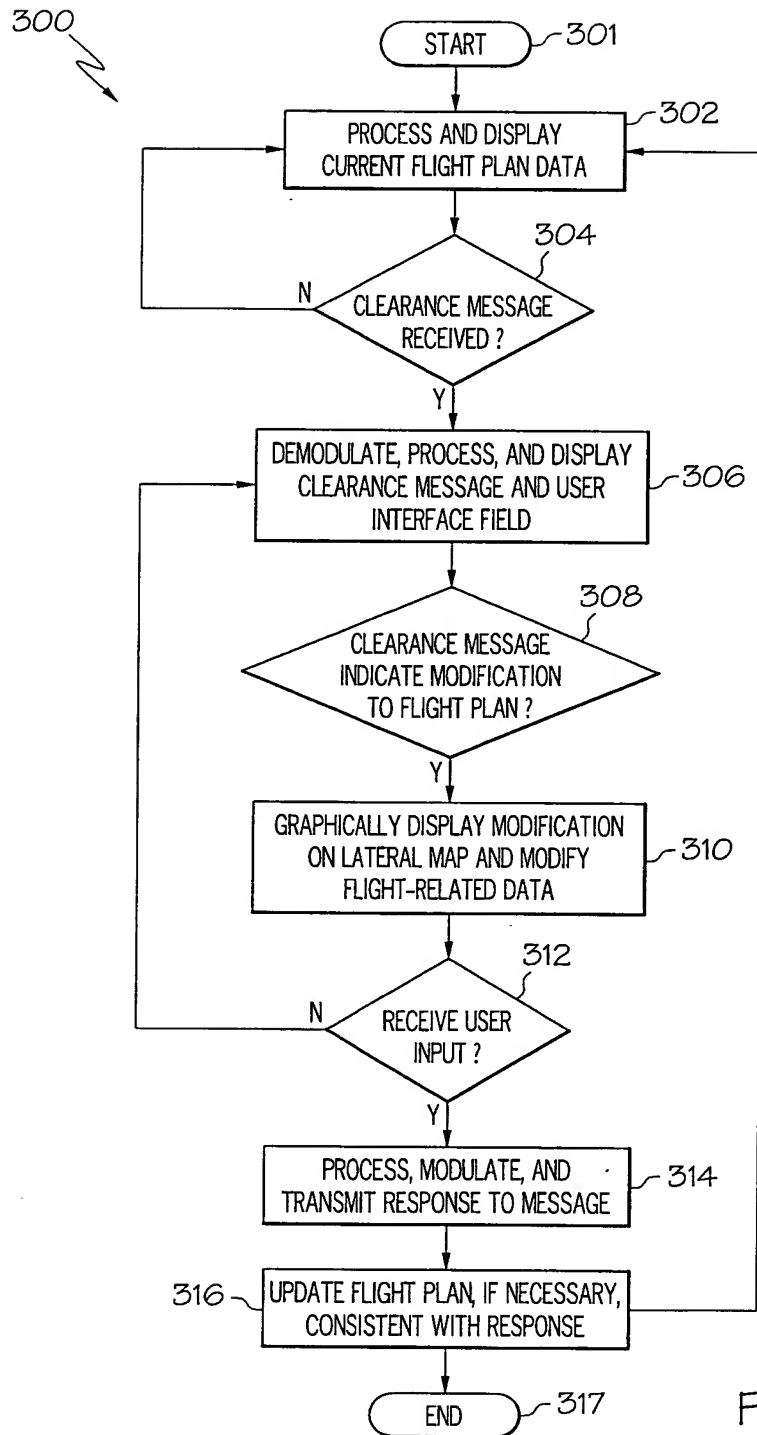 300
START
301
302
PROCESS AND DISPLAY
CURRENT FLIGHT PLAN DATA
304
N
CLEARANCE MESSAGE
RECEIVED ?
Y
DEMODULATE, PROCESS, AND DISPLAY
CLEARANCE MESSAGE AND USER
INTERFACE FIELD
306
308
CLEARANCE MESSAGE
INDICATE MODIFICATION
TO FLIGHT PLAN ?
Y
GRAPHICALLY DISPLAY MODIFICATION
ON LATERAL MAP AND MODIFY
FLIGHT-RELATED DATA
310
312
N
RECEIVE USER
INPUT ?
Y
PROCESS, MODULATE, AND
TRANSMIT RESPONSE TO MESSAGE
314
316
UPDATE FLIGHT PLAN, IF NECESSARY,
CONSISTENT WITH RESPONSE
END
317
F